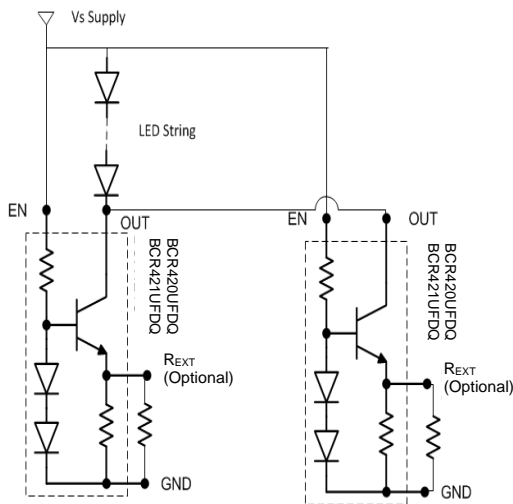 Vs Supply
LED String
EN
OUT
EN
OUT
BCR420UFDQ
BCR421UFDQ
BCR420UFDQ
BCR421UFDQ
REXT
(Optional)
REXT
(Optional)
GND
GND